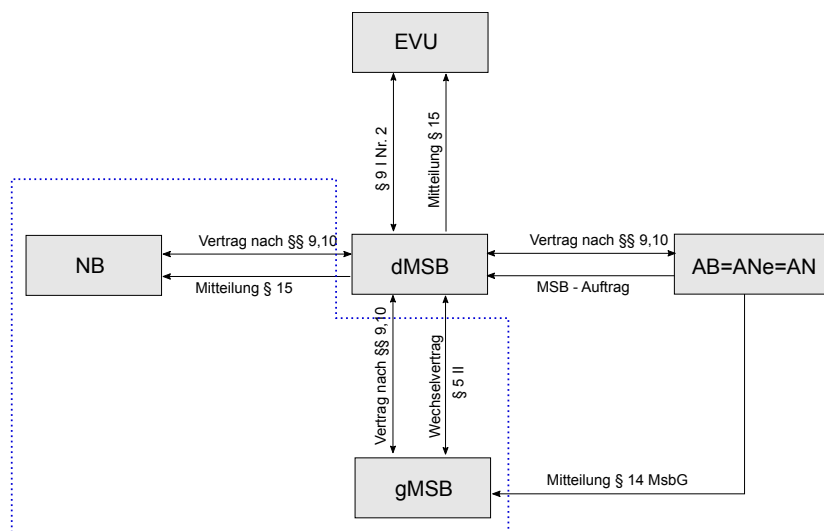 EVU
§ 9 I Nr. 2
Mitteilung § 15
Vertrag nach §§ 9,10
Vertrag nach §§ 9,10
NB
dMSB
AB=ANe=AN
Mitteilung § 15
MSB - Auftrag
Vertrag nach §§ 9,10
Wechselvertrag
§ 5 II
gMSB
Mitteilung § 14 MsbG